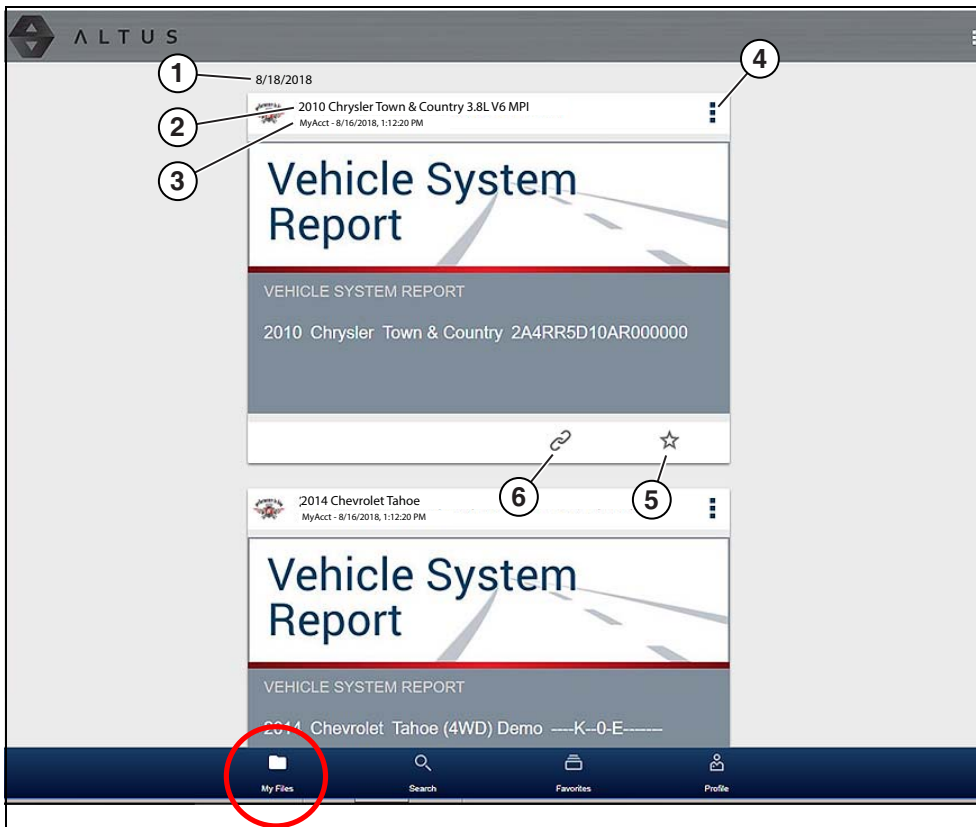 ALTUS
1
8/18/2018
4
2
2010 Chrysler Town & Country 3.8L V6 MPI
MyAcct - 8/16/2018, 1:12:20 PM
3
Vehicle System
Report
VEHICLE SYSTEM REPORT
2010 Chrysler Town & Country 2A4RR5D10AR000000
6
5
2014 Chevrolet Tahoe
MyAcct - 8/16/2018, 1:12:20 PM
Vehicle System
Report
VEHICLE SYSTEM REPORT
2014 Chevrolet Tahoe (4WD) Demo ----K--0-E-------
My Files
Search
Favorites
Profile